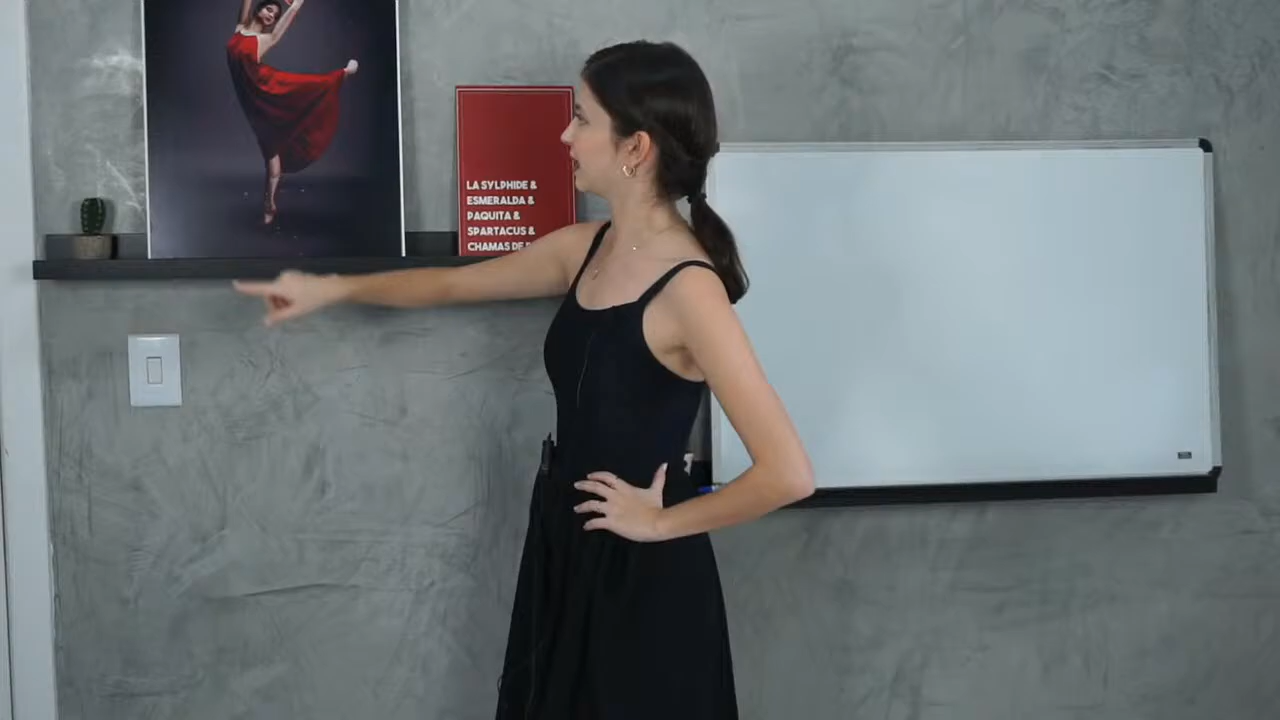 LA SYLPHIDE &
ESMERALDA &
PAQUITA &
SPARTACUS &
CHAMAS DE